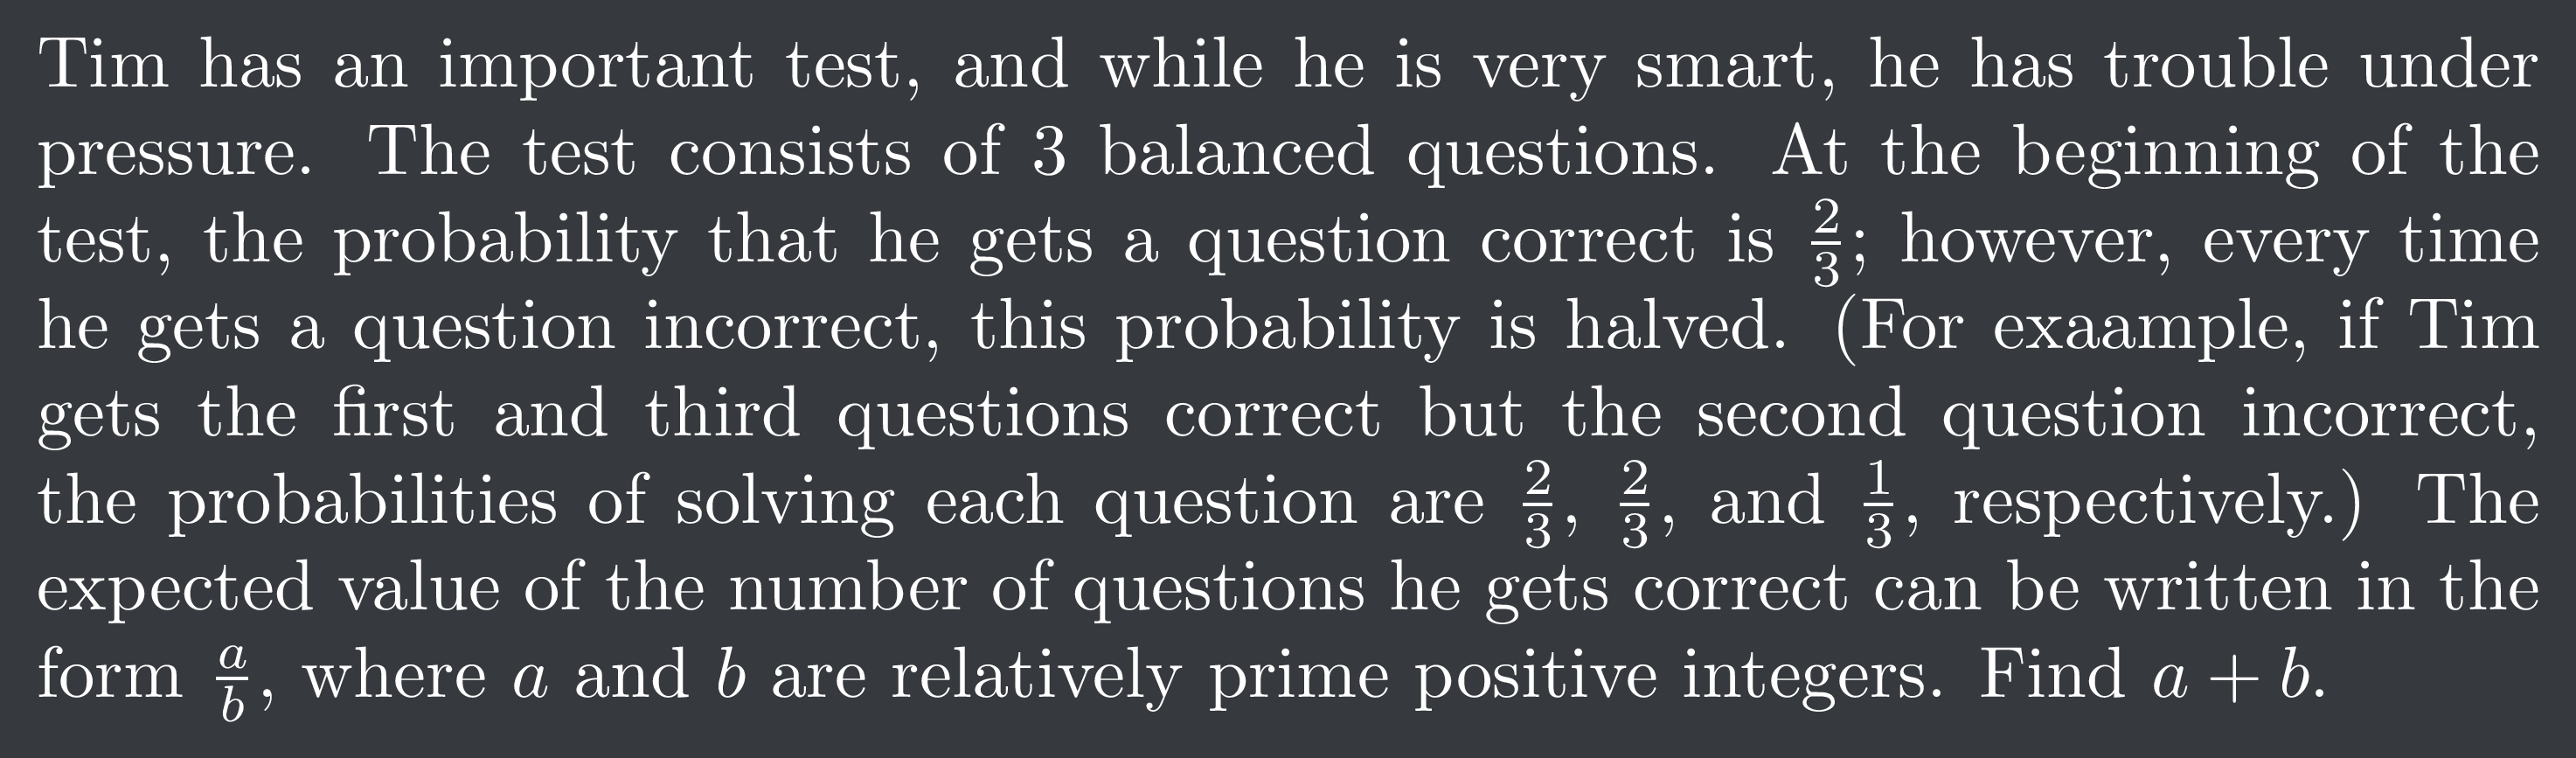 Tim has an important test, and while he is very smart, he has trouble under
pressure. The test consists of 3 balanced questions. At the beginning of the
test, the probability that he gets a question correct is $\frac{2}{3}$; however, every time
he gets a question incorrect, this probability is halved. (For exaample, if Tim
gets the first and third questions correct but the second question incorrect,
the probabilities of solving each question are $\frac{2}{3}$, $\frac{2}{3}$, and $\frac{1}{3}$, respectively.) The
expected value of the number of questions he gets correct can be written in the
form $\frac{a}{b}$, where $a$ and $b$ are relatively prime positive integers. Find $a + b$.